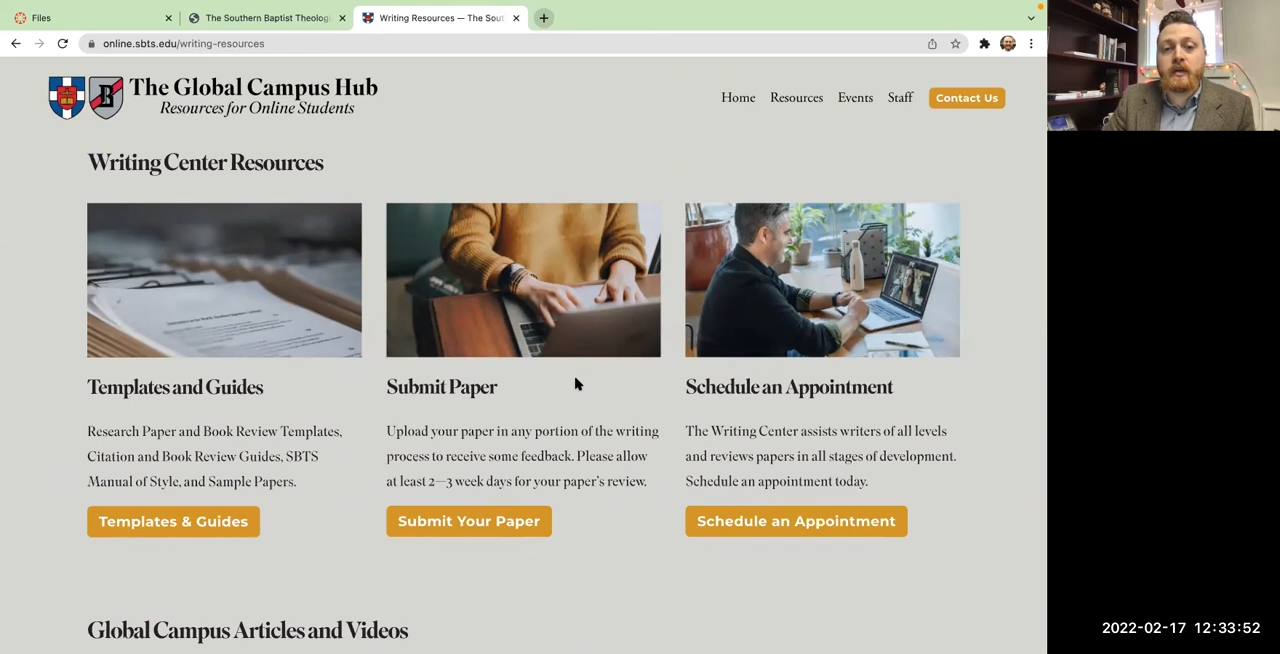 Files
The Southern Baptist Theologi
Writing Resources — The Sout
online.sbts.edu/writing-resources
The Global Campus Hub
Resources for Online Students
Home Resources Events Staff Contact Us
Writing Center Resources
Templates and Guides
Research Paper and Book Review Templates,
Citation and Book Review Guides, SBTS
Manual of Style, and Sample Papers.
Templates & Guides
Submit Paper
Upload your paper in any portion of the writing
process to receive some feedback. Please allow
at least 2—3 week days for your paper's review.
Submit Your Paper
Schedule an Appointment
The Writing Center assists writers of all levels
and reviews papers in all stages of development.
Schedule an appointment today.
Schedule an Appointment
Global Campus Articles and Videos
2022-02-17 12:33:52